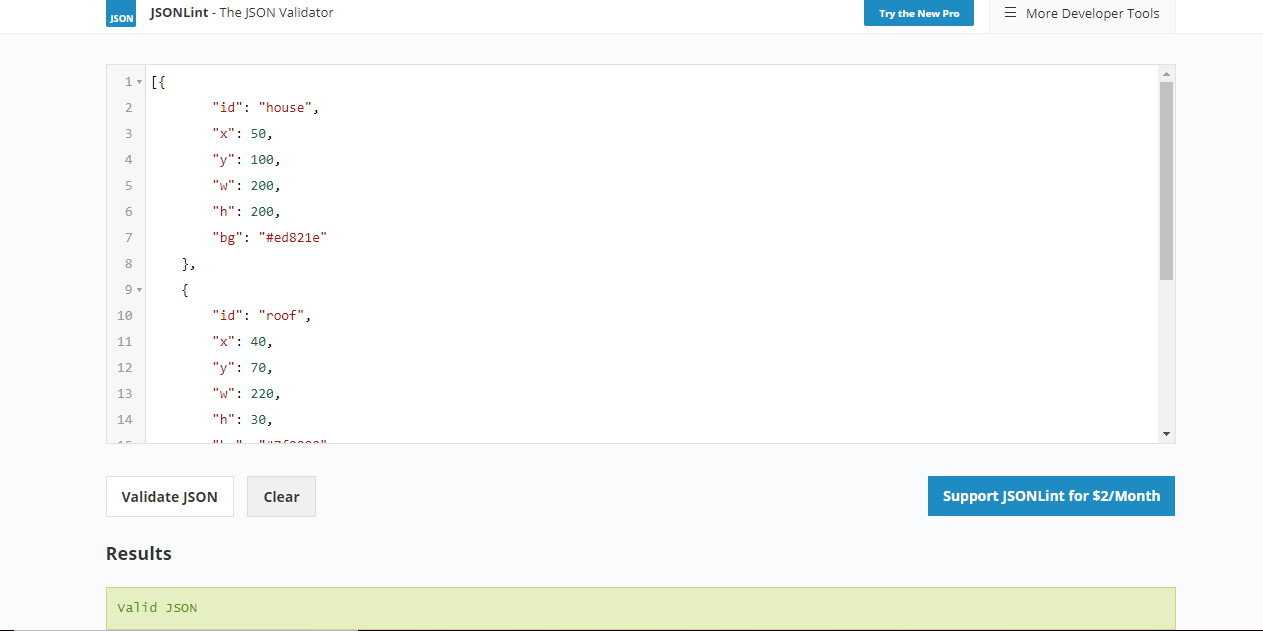 JSON
JSONLint - The JSON Validator
Try the New Pro
☰ More Developer Tools
1 [{
2 "id": "house",
3 "x": 50,
4 "y": 100,
5 "w": 200,
6 "h": 200,
7 "bg": "#ed821e"
8 },
9 {
10 "id": "roof",
11 "x": 40,
12 "y": 70,
13 "w": 220,
14 "h": 30,
Validate JSON
Clear
Support JSONLint for $2/Month
Results
Valid JSON